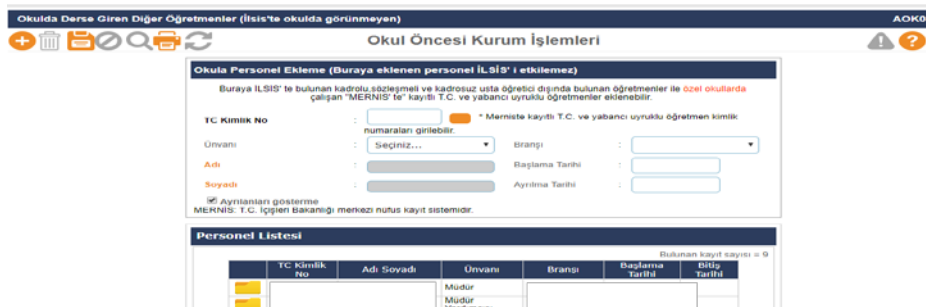 Okulda Derse Giren Diğer Öğretmenler (İlsis'te okulda görünmeyen) AOK0
Okul Öncesi Kurum İşlemleri
Okula Personel Ekleme (Buraya eklenen personel İLSİS' i etkilemez)
Buraya İLSIS' te bulunan kadrolu,sözleşmeli ve kadrosuz usta öğretici dışında bulunan öğretmenler ile özel okullarda
çalışan "MERNİS' te" kayıtlı T.C. ve yabancı uyruklu öğretmenler eklenebilir.
TC Kimlik No : * Merniste kayıtlı T.C. ve yabancı uyruklu öğretmen kimlik
numaraları girilebilir.
Ünvanı : Seçiniz... Branşı :
Adı : Başlama Tarihi :
Soyadı : Ayrılma Tarihi :
Ayrılanları gösterme
MERNİS: T.C. İçişleri Bakanlığı merkezi nüfus kayıt sistemidir.
Personel Listesi
Bulunan kayıt sayısı = 9
TC Kimlik No Adı Soyadı Ünvanı Branşı Başlama Tarihi Bitiş Tarihi
Müdür
Müdür